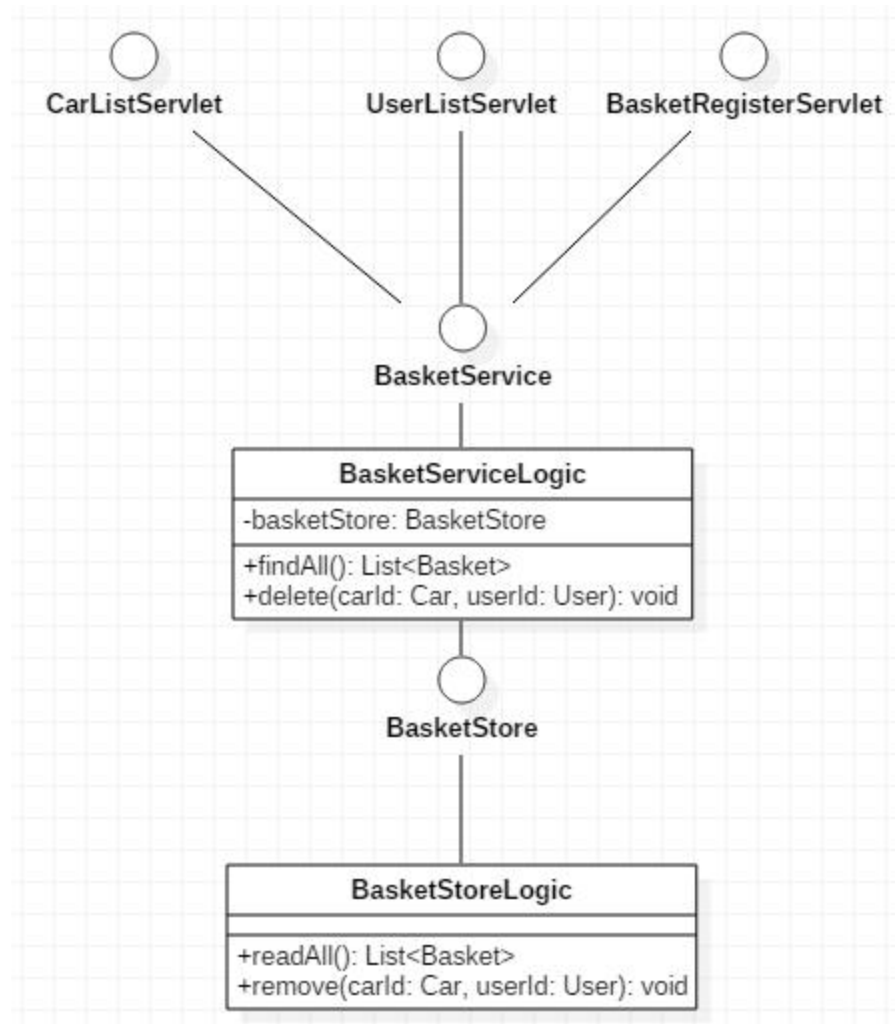 CarListServlet
UserListServlet
BasketRegisterServlet
BasketService
BasketServiceLogic
-basketStore: BasketStore
+findAll(): List<Basket>
+delete(carId: Car, userId: User): void
BasketStore
BasketStoreLogic
+readAll(): List<Basket>
+remove(carId: Car, userId: User): void